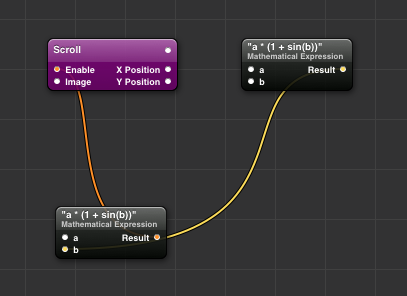 Scroll
Enable X Position
Image Y Position
"a * (1 + sin(b))"
Mathematical Expression
a Result
b
"a * (1 + sin(b))"
Mathematical Expression
a Result
b